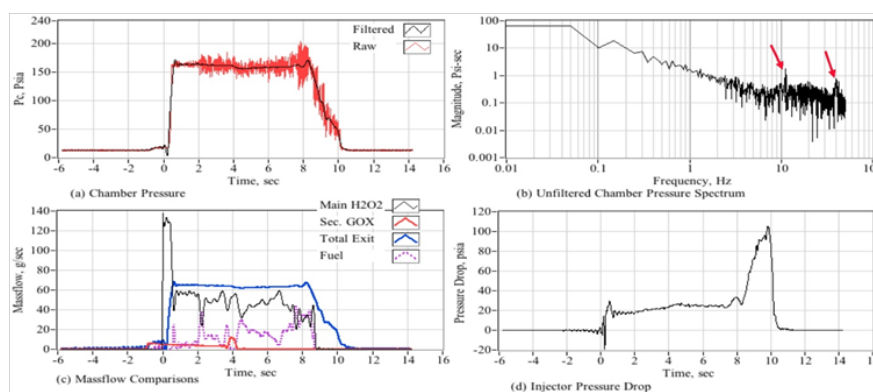 250
200
150
100
50
0
-6 -4 -2 0 2 4 6 8 10 12 14 16
Pc, Psia
Time, sec
Filtered
Raw
(a) Chamber Pressure
100
10
1
0.1
0.01
0.001
0.01 0.1 1 10 100
Magnitude, Psi-sec
Frequency, Hz
(b) Unfiltered Chamber Pressure Spectrum
Main H2O2
Sec. GOX
Total Exit
Fuel
140
120
100
80
60
40
20
0
-6 -4 -2 0 2 4 6 8 10 12 14 16
Massflow, g/sec
Time, sec
(c) Massflow Comparisons
120
100
80
60
40
20
0
-20
-6 -4 -2 0 2 4 6 8 10 12 14 16
Pressure Drop, psia
Time, sec
(d) Injector Pressure Drop